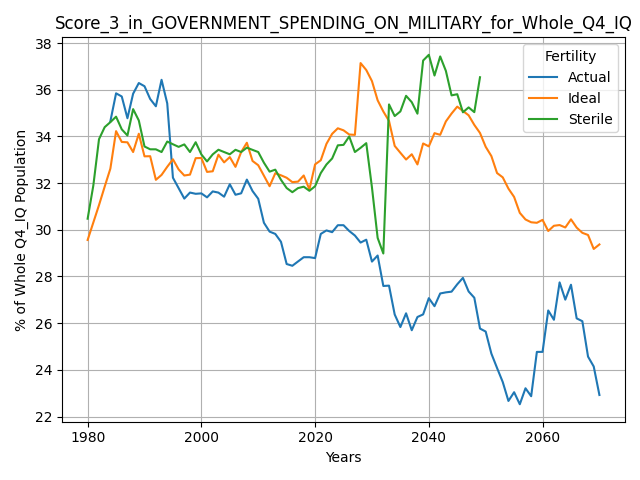 Score_3_in_GOVERNMENT_SPENDING_ON_MILITARY_for_Whole_Q4_IQ
38
36
34
32
30
28
26
24
22
% of Whole Q4_IQ Population
Fertility
Actual
Ideal
Sterile
1980
2000
2020
2040
2060
Years